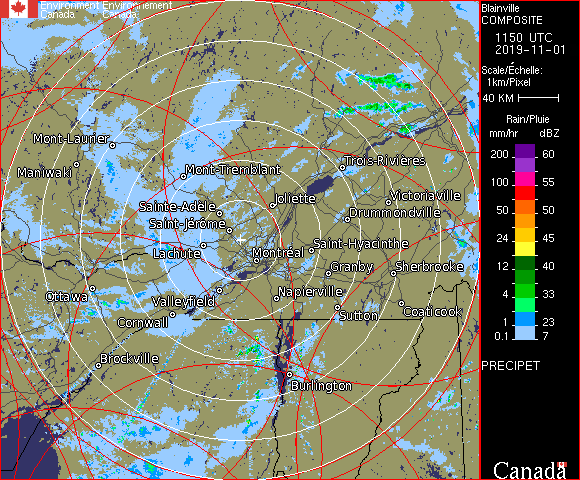 Environment Environnement
Canada Canada
Blainville
COMPOSITE
1150 UTC
2019-11-01
Scale/Échelle:
1km/Pixel
40 KM
Rain/Pluie
mm/hr dBZ
200 60
100 55
50 50
24 45
12 40
4 33
1 23
0.1 7
PRECIPET
Canada
Mont-Laurier
Maniwaki
Mont-Tremblant
Trois-Rivières
Joliette
Victoriaville
Sainte-Adèle
Drummondville
Saint-Jérôme
Saint-Hyacinthe
Lachute
Montréal
Granby
Sherbrooke
Ottawa
Valleyfield
Napierville
Cornwall
Sutton
Coaticook
Brockville
Burlington